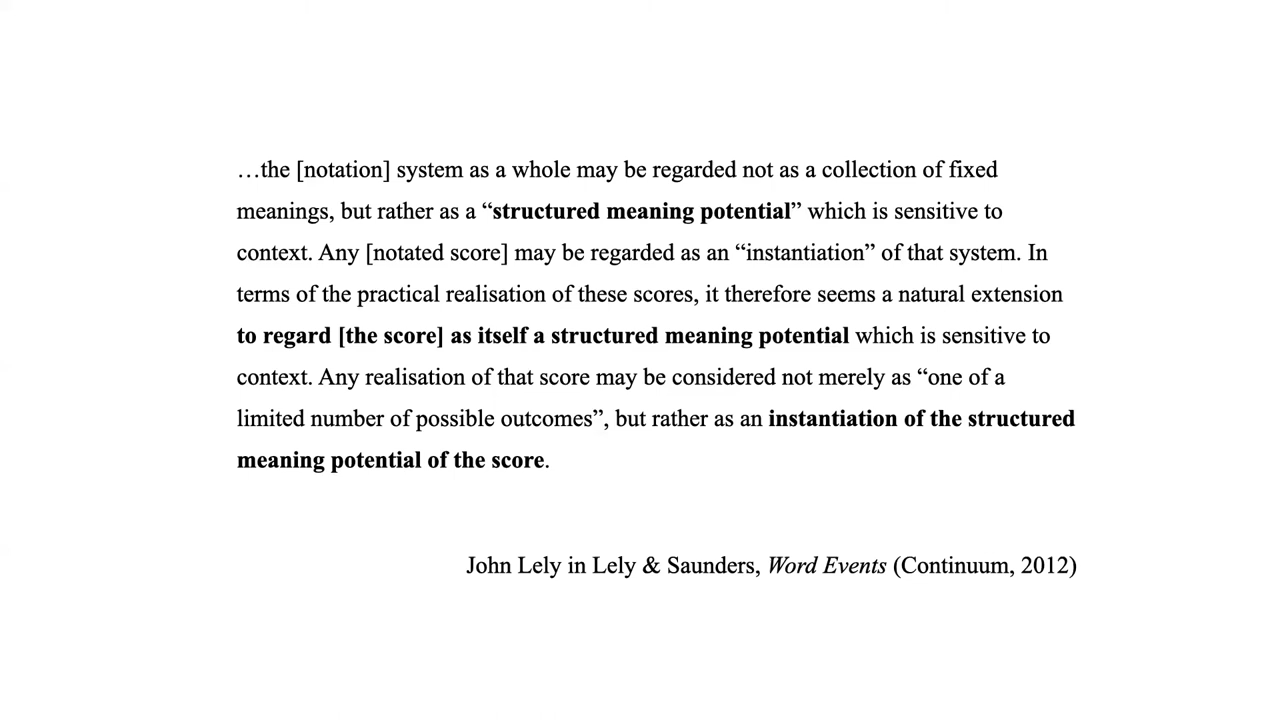 …the [notation] system as a whole may be regarded not as a collection of fixed
meanings, but rather as a “structured meaning potential” which is sensitive to
context. Any [notated score] may be regarded as an “instantiation” of that system. In
terms of the practical realisation of these scores, it therefore seems a natural extension
to regard [the score] as itself a structured meaning potential which is sensitive to
context. Any realisation of that score may be considered not merely as “one of a
limited number of possible outcomes”, but rather as an instantiation of the structured
meaning potential of the score.
John Lely in Lely & Saunders, Word Events (Continuum, 2012)